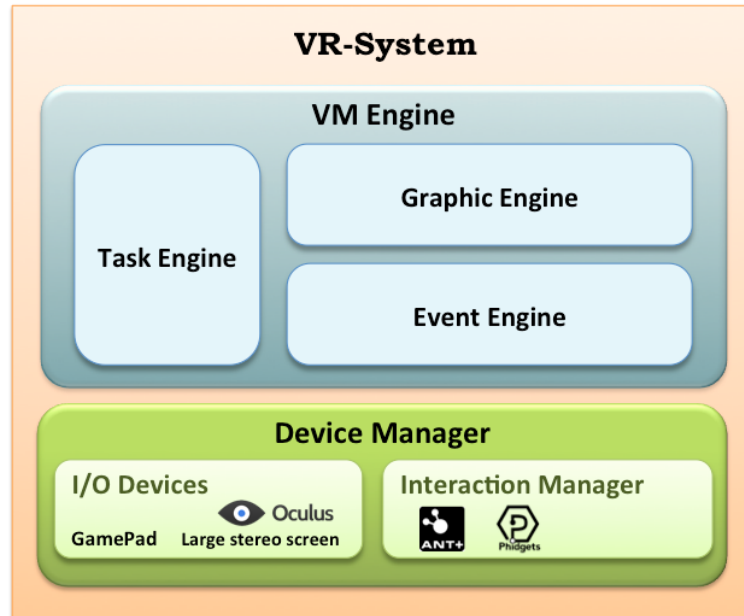 VR-System
VM Engine
Task Engine
Graphic Engine
Event Engine
Device Manager
I/O Devices
Oculus
GamePad
Large stereo screen
Interaction Manager
ANT+
Phidgets